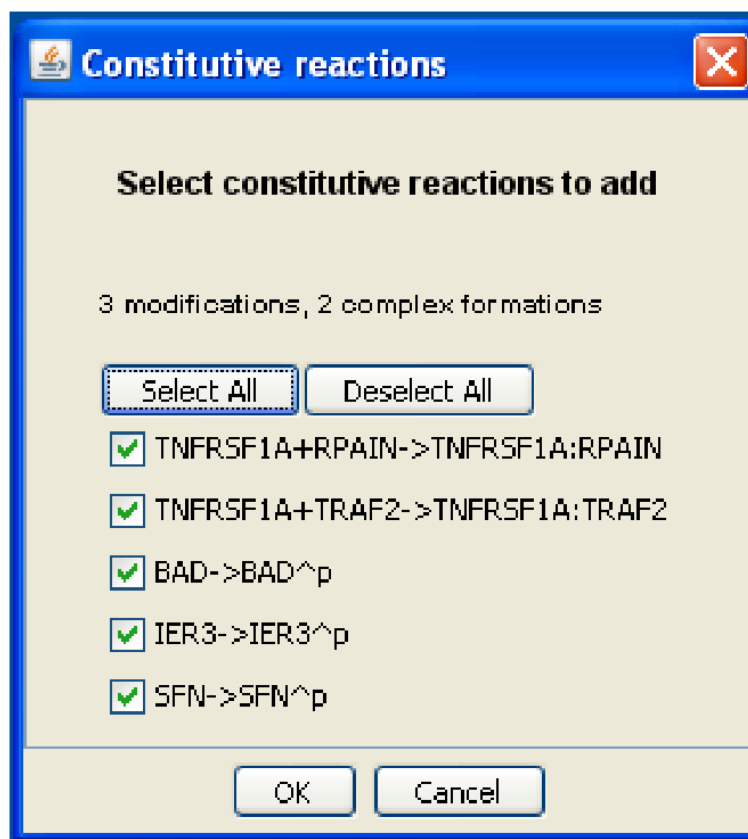 Constitutive reactions
Select constitutive reactions to add
3 modifications, 2 complex formations
Select All Deselect All
TNFRSF1A+RPAIN->TNFRSF1A:RPAIN
TNFRSF1A+TRAF2->TNFRSF1A:TRAF2
BAD->BAD^p
IER3->IER3^p
SFN->SFN^p
OK Cancel